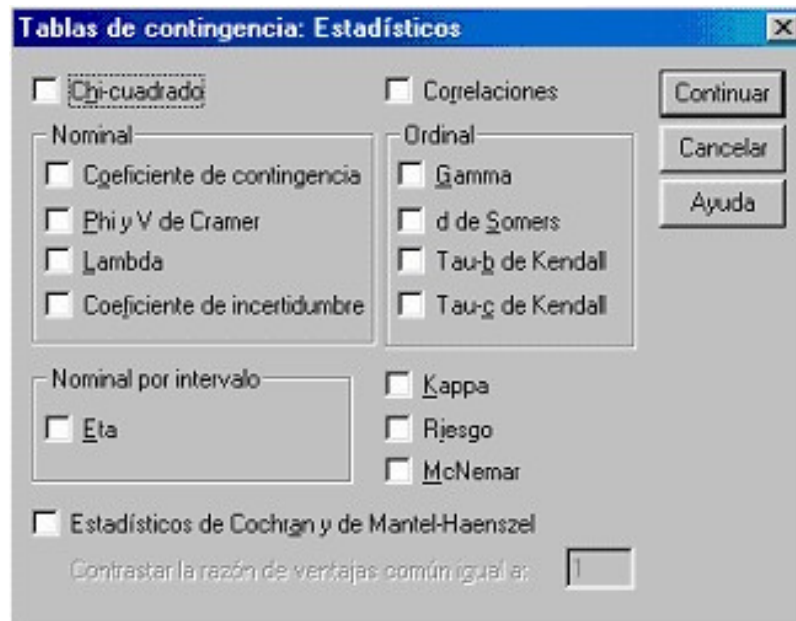 Tablas de contingencia: Estadísticos
Chi-cuadrado
Correlaciones
Continuar
Nominal
Ordinal
Cancelar
Coeficiente de contingencia
Gamma
Ayuda
Phi y V de Cramer
d de Somers
Lambda
Tau-b de Kendall
Coeficiente de incertidumbre
Tau-c de Kendall
Nominal por intervalo
Kappa
Eta
Riesgo
McNemar
Estadísticos de Cochran y de Mantel-Haenszel
Contrastar la razón de ventajas común igual a: 1